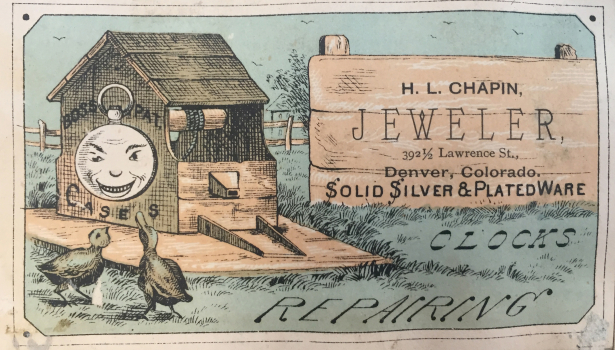 BOSS PAT.
CASES
H. L. CHAPIN,
JEWELER,
392½ Lawrence St.,
Denver, Colorado.
SOLID SILVER & PLATED WARE
CLOCKS
REPAIRING